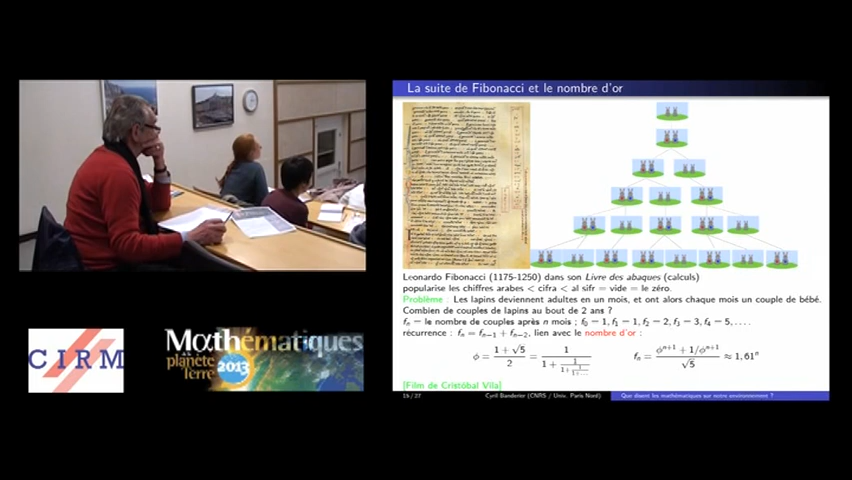 La suite de Fibonacci et le nombre d'or
Leonardo Fibonacci (1175-1250) dans son Livre des abaques (calculs)
popularise les chiffres arabes < cifra < al sifr = vide = le zéro.
Problème : Les lapins deviennent adultes en un mois, et ont alors chaque mois un couple de bébé.
Combien de couples de lapins au bout de 2 ans ?
fₙ = le nombre de couples après n mois ; f₀ = 1, f₁ = 1, f₂ = 2, f₃ = 3, f₄ = 5, ....
récurrence : fₙ = fₙ₋₁ + fₙ₋₂, lien avec le nombre d'or :
ϕ = (1 + √5)/2 = 1/(1 + 1/(1 + 1/(1+...))) fₙ = (ϕⁿ⁺¹ + 1/ϕⁿ⁺¹)/√5 ≈ 1,61ⁿ
[Film de Cristóbal Vila]
15 / 27 Cyril Banderier (CNRS / Univ. Paris Nord) Que disent les mathématiques sur notre environnement ?
CIRM
Mathématiques
planète
Terre 2013